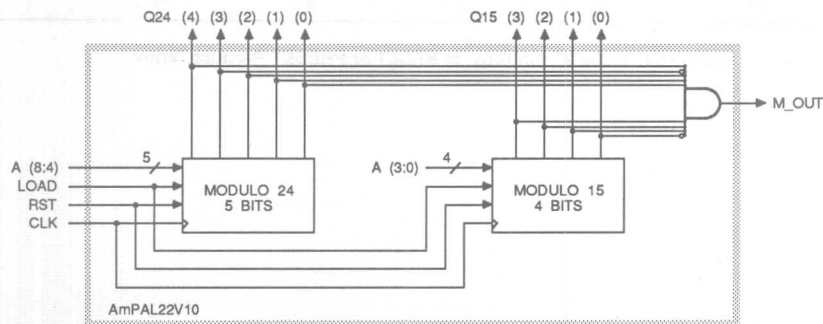 Q24 (4) (3) (2) (1) (0)
Q15 (3) (2) (1) (0)
M_OUT
A (8:4)
5
LOAD
RST
CLK
MODULO 24
5 BITS
A (3:0)
4
MODULO 15
4 BITS
AmPAL22V10